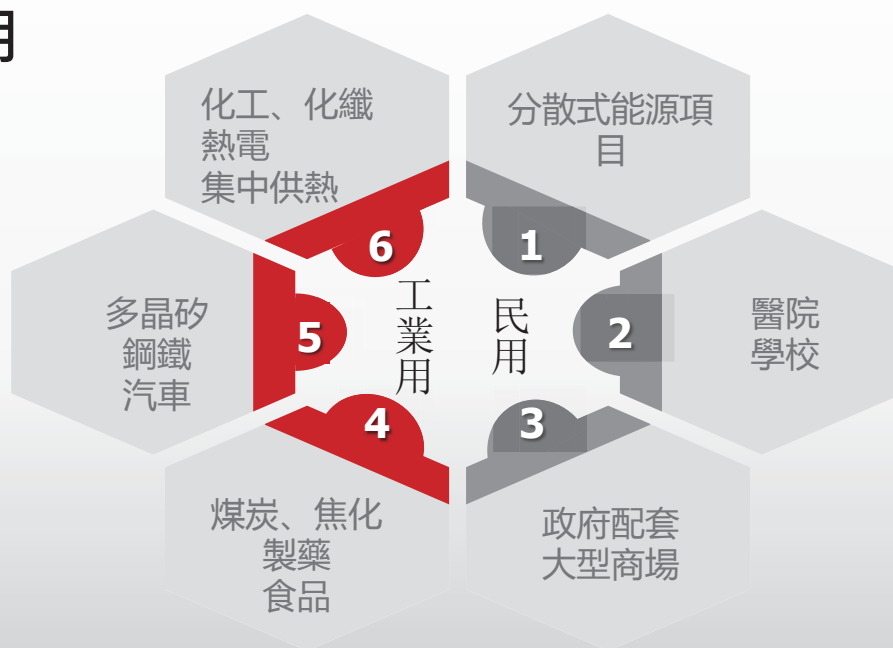 用
化工、化纖
熱電
集中供熱
分散式能源項
目
6
1
多晶矽
鋼鐵
汽車
5
工業用
民用
2
醫院
學校
4
3
煤炭、焦化
製藥
食品
政府配套
大型商場